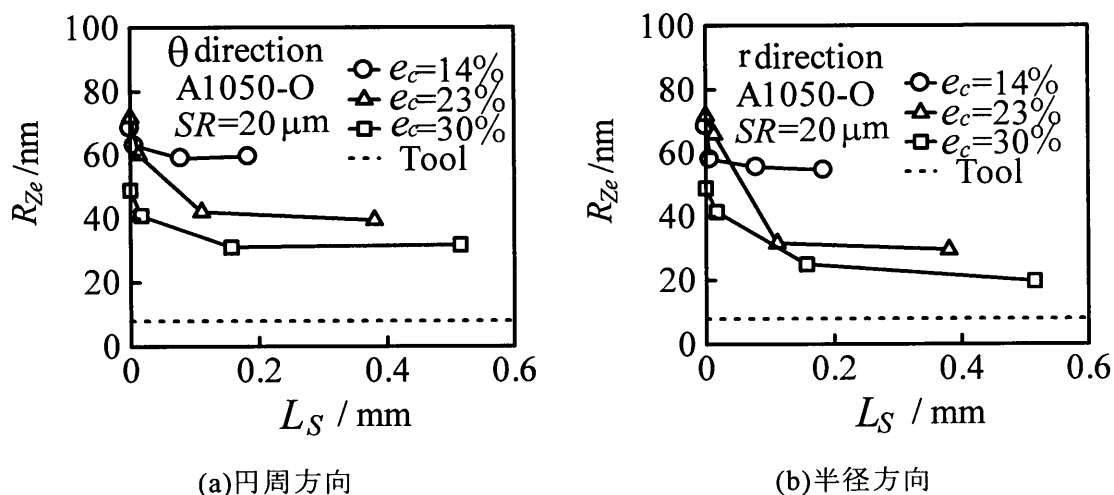 100
80
60
40
20
0
R_Ze /nm
θ direction
A1050-O
SR=20 μm
e_c=14%
e_c=23%
e_c=30%
Tool
0 0.2 0.4 0.6
L_S / mm
(a)円周方向
100
80
60
40
20
0
R_Ze /nm
r direction
A1050-O
SR=20 μm
e_c=14%
e_c=23%
e_c=30%
Tool
0 0.2 0.4 0.6
L_S / mm
(b)半径方向